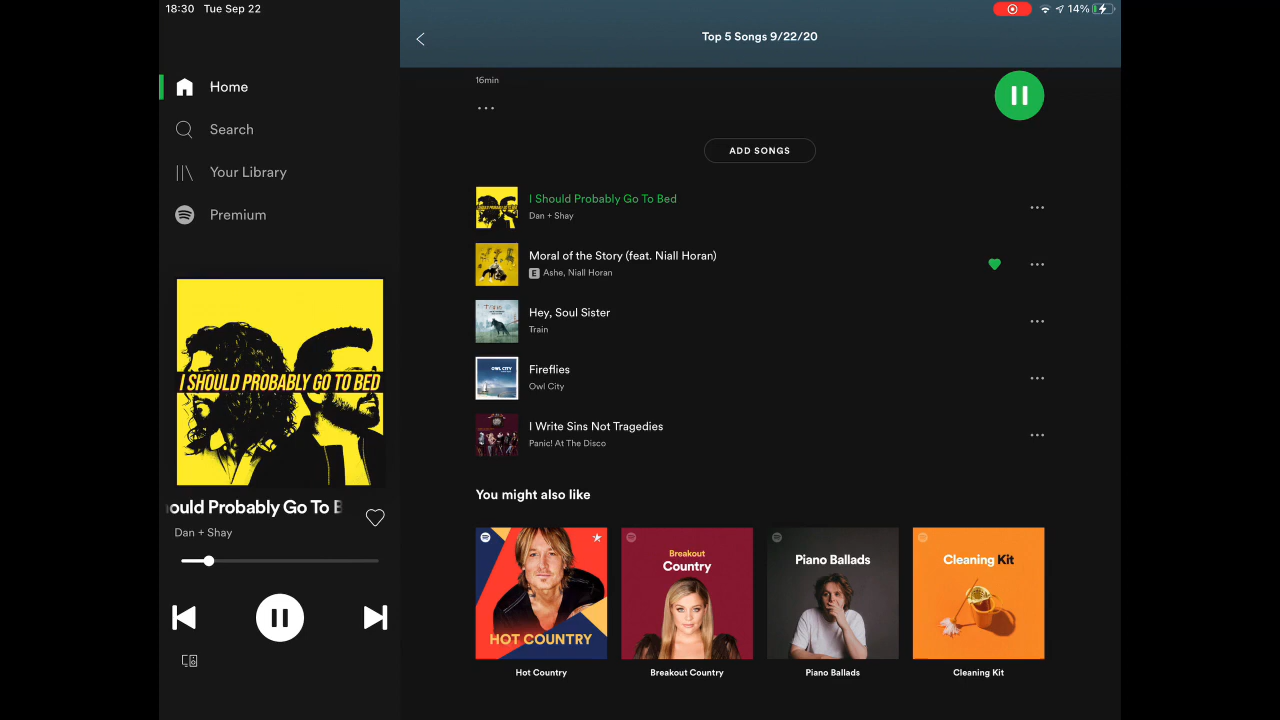 18:30 Tue Sep 22
14%
Home
Search
Your Library
Premium
I SHOULD PROBABLY GO TO BED
ould Probably Go To B
Dan + Shay
Top 5 Songs 9/22/20
16min
ADD SONGS
I Should Probably Go To Bed
Dan + Shay
Moral of the Story (feat. Niall Horan)
E Ashe, Niall Horan
Hey, Soul Sister
Train
Fireflies
OWL CITY
Owl City
I Write Sins Not Tragedies
Panic! At The Disco
You might also like
HOT COUNTRY
Hot Country
Breakout
Country
Breakout Country
Piano Ballads
Piano Ballads
Cleaning Kit
Cleaning Kit